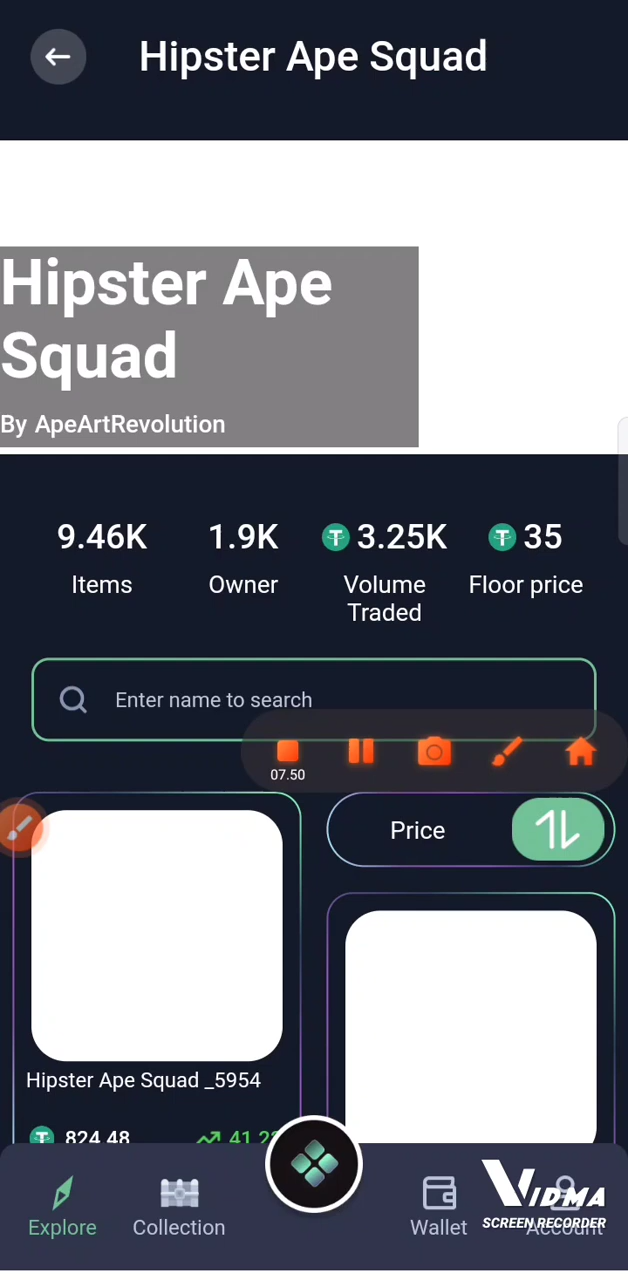 Hipster Ape Squad
Hipster Ape
Squad
By ApeArtRevolution
9.46K
1.9K
3.25K
35
Items
Owner
Volume
Traded
Floor price
Enter name to search
07.50
Price
Hipster Ape Squad _5954
824.48
Explore
Collection
Wallet
Account
VIDMA
SCREEN RECORDER